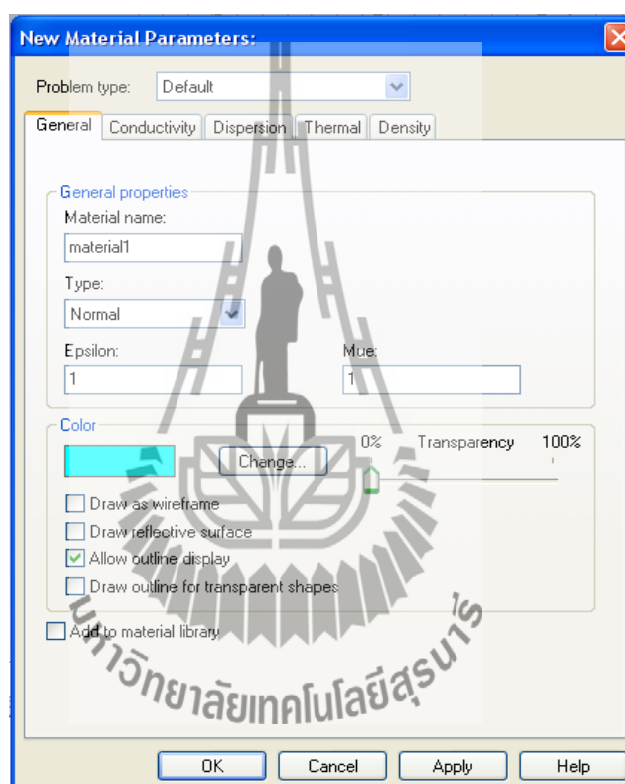 New Material Parameters:
Problem type: Default
General Conductivity Dispersion Thermal Density
General properties
Material name:
material1
Type:
Normal
Epsilon: Mue:
1 1
Color
0% Transparency 100%
Change...
Draw as wireframe
Draw reflective surface
Allow outline display
Draw outline for transparent shapes
Add to material library
มหาวิทยาลัยเทคโนโลยีสุรนารี
OK Cancel Apply Help